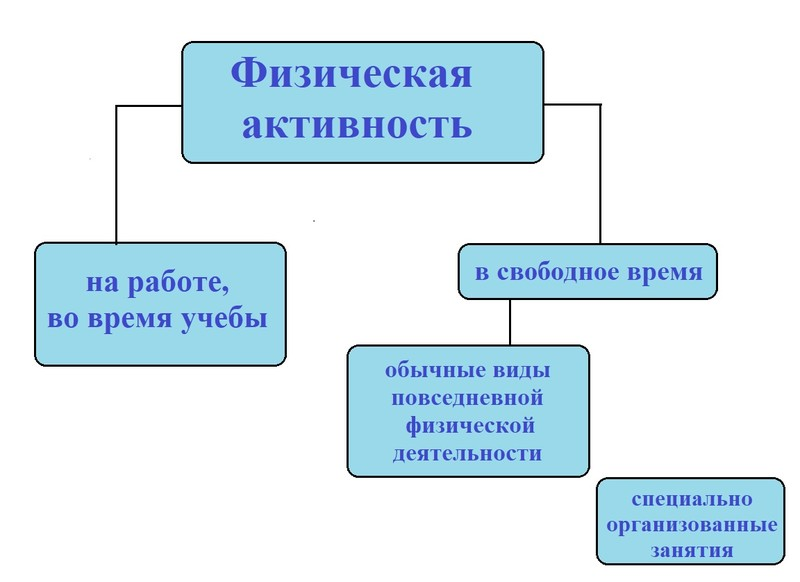 Физическая
активность
на работе,
во время учебы
в свободное время
обычные виды
повседневной
физической
деятельности
специально
организованные
занятия